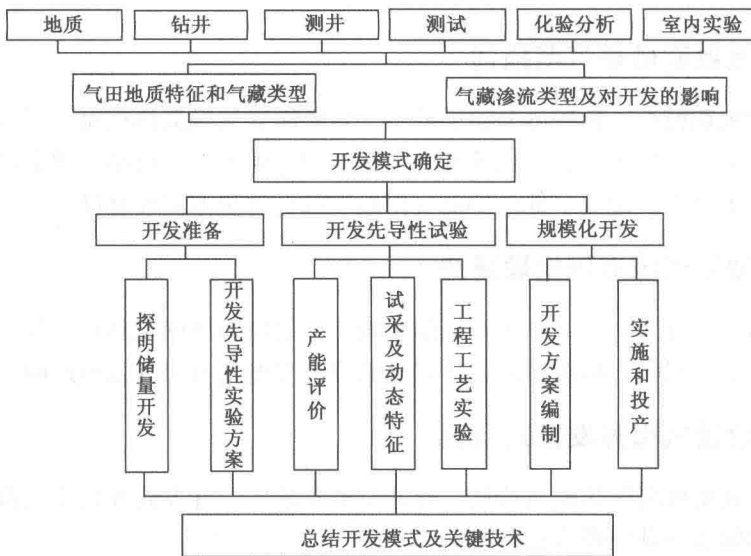 地质
钻井
测井
测试
化验分析
室内实验
气田地质特征和气藏类型
气藏渗流类型及对开发的影响
开发模式确定
开发准备
开发先导性试验
规模化开发
探明储量开发
开发先导性实验方案
产能评价
试采及动态特征
工程工艺实验
开发方案编制
实施和投产
总结开发模式及关键技术